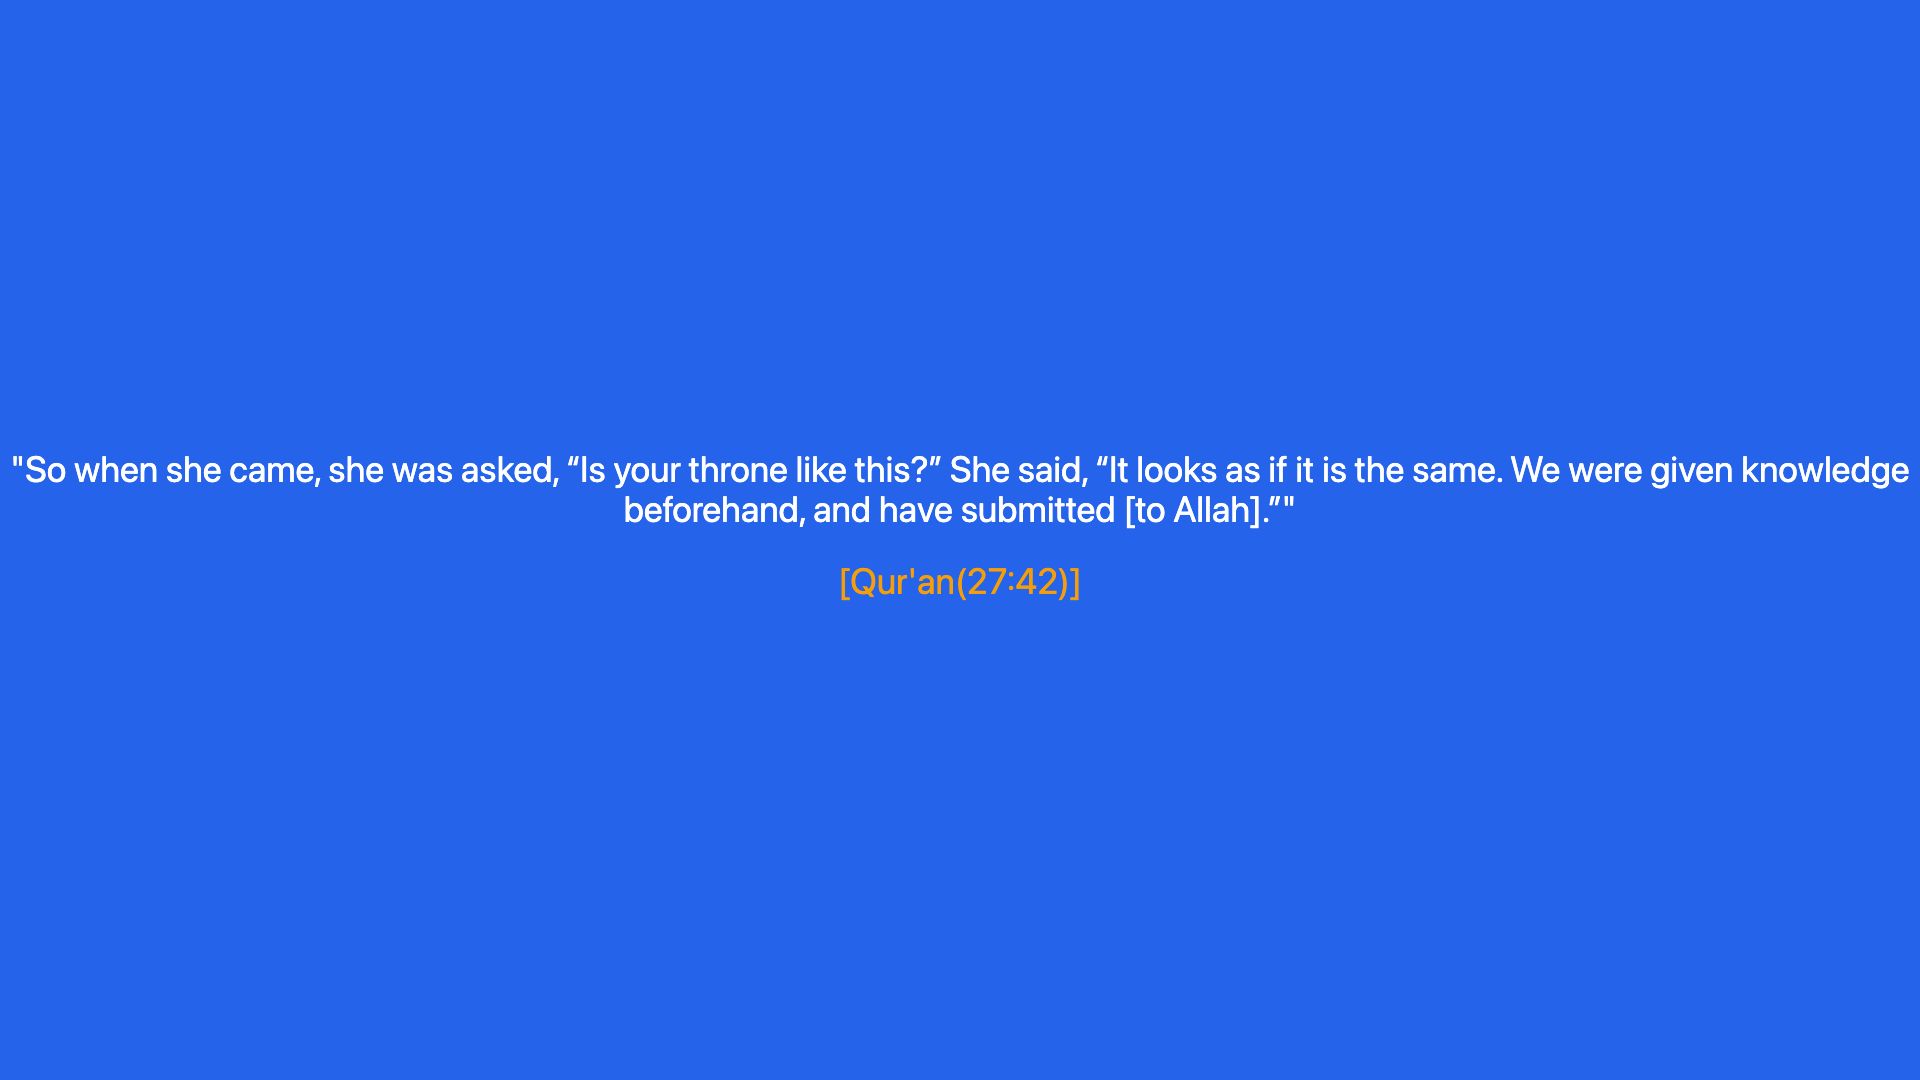 "So when she came, she was asked, “Is your throne like this?” She said, “It looks as if it is the same. We were given knowledge
beforehand, and have submitted [to Allah].”"
[Qur'an(27:42)]